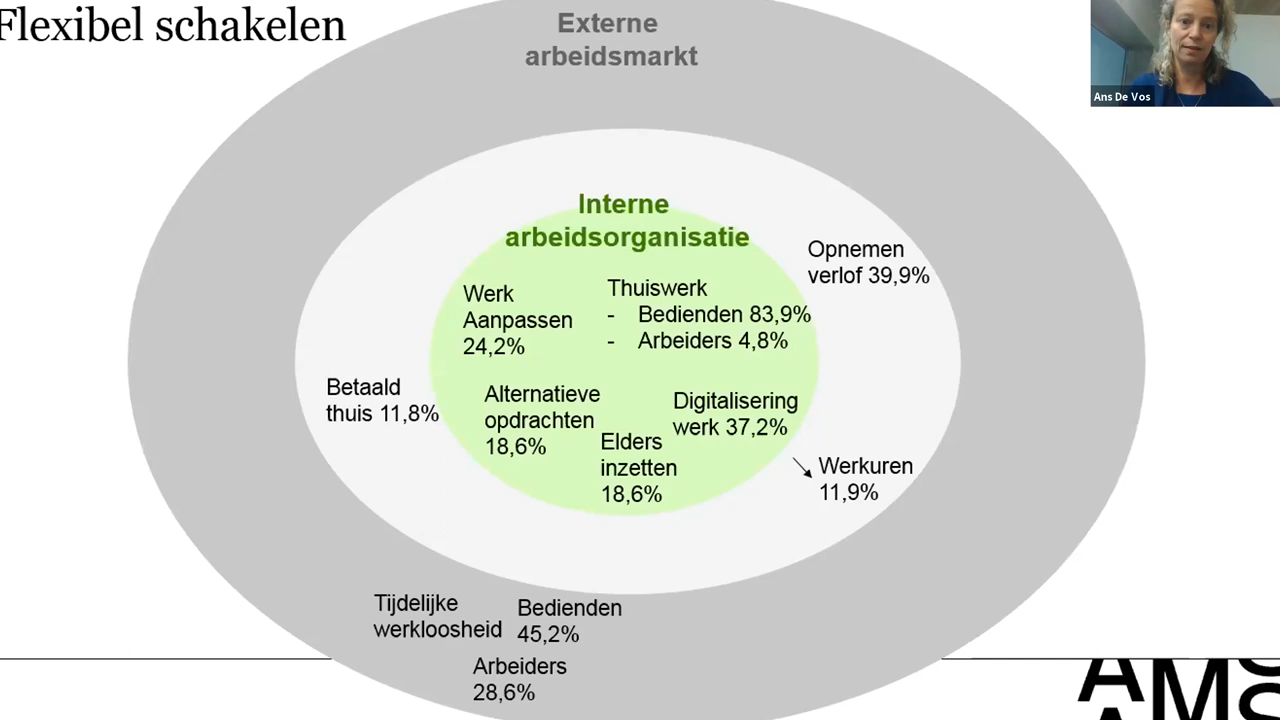 Flexibel schakelen
Externe
arbeidsmarkt
Ans De Vos
Interne
arbeidsorganisatie
Opnemen
verlof 39,9%
Werk
Aanpassen
24,2%
Thuiswerk
- Bedienden 83,9%
- Arbeiders 4,8%
Betaald
thuis 11,8%
Alternatieve
opdrachten
18,6%
Digitalisering
werk 37,2%
Elders
inzetten
18,6%
Werkuren
11,9%
Tijdelijke
werkloosheid
Bedienden
45,2%
Arbeiders
28,6%
AMS